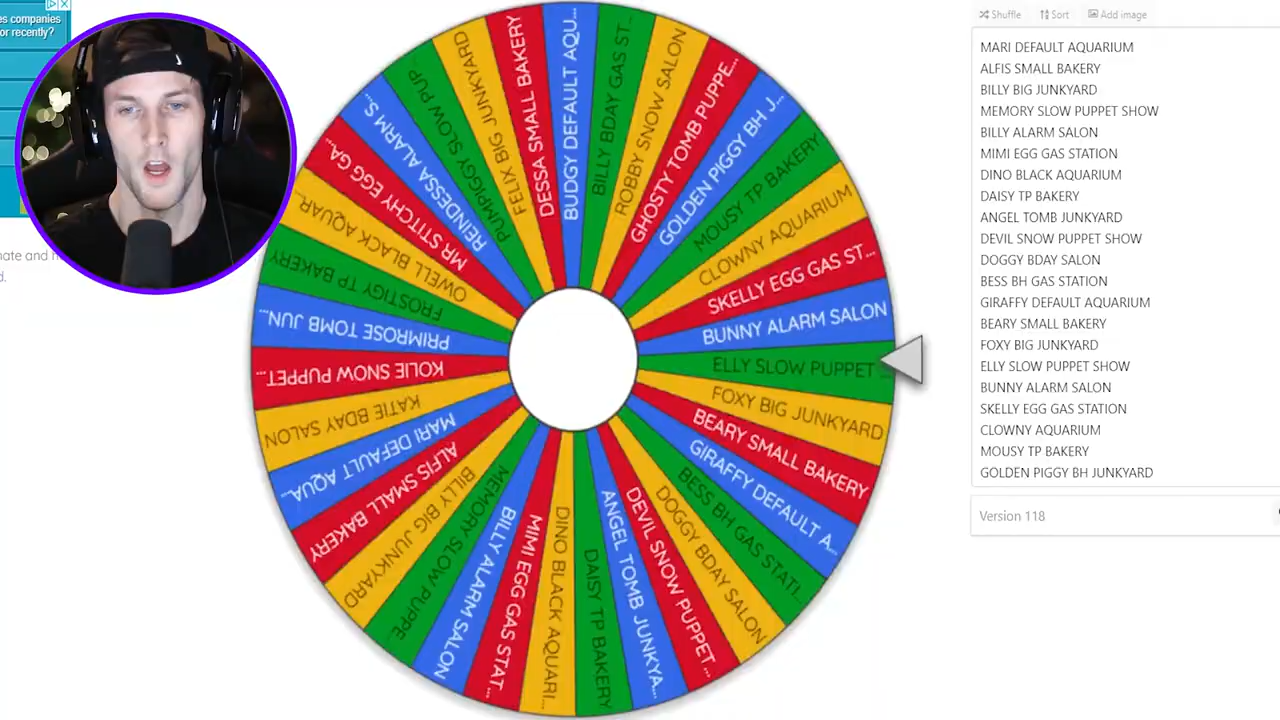 es companies
or recently?
nate and h
d.
Shuffle
Sort
Add image
MARI DEFAULT AQUARIUM
ALFIS SMALL BAKERY
BILLY BIG JUNKYARD
MEMORY SLOW PUPPET SHOW
BILLY ALARM SALON
MIMI EGG GAS STATION
DINO BLACK AQUARIUM
DAISY TP BAKERY
ANGEL TOMB JUNKYARD
DEVIL SNOW PUPPET SHOW
DOGGY BDAY SALON
BESS BH GAS STATION
GIRAFFY DEFAULT AQUARIUM
BEARY SMALL BAKERY
FOXY BIG JUNKYARD
ELLY SLOW PUPPET SHOW
BUNNY ALARM SALON
SKELLY EGG GAS STATION
CLOWNY AQUARIUM
MOUSY TP BAKERY
GOLDEN PIGGY BH JUNKYARD
Version 118
BUDGY DEFAULT AQU...
BILLY BDAY GAS ST...
ROBBY SNOW SALON
GHOSTY TOMB PUPPE...
GOLDEN PIGGY BH J...
MOUSY TP BAKERY
CLOWNY AQUARIUM
SKELLY EGG GAS ST...
BUNNY ALARM SALON
ELLY SLOW PUPPET ...
FOXY BIG JUNKYARD
BEARY SMALL BAKERY
GIRAFFY DEFAULT A...
BESS BH GAS STATI...
DOGGY BDAY SALON
DEVIL SNOW PUPPET...
ANGEL TOMB JUNKYA...
DAISY TP BAKERY
DINO BLACK AQUARI...
MIMI EGG GAS STAT...
BILLY ALARM SALON
MEMORY SLOW PUPPE
BILLY BIG JUNKYARD
ALFIS SMALL BAKERY
MARI DEFAULT AQUA...
KATIE BDAY SALON
KOLIE SNOW PUPPET...
PRIMROSE TOMB JUN...
FROSTIGY TP BAKERY
OWELL BLACK AQUAR...
MR STITCHY EGG GA...
REINDESSA ALARM S...
PUMPIGGY SLOW PUP...
FELIX BIG JUNKYARD
DESSA SMALL BAKERY